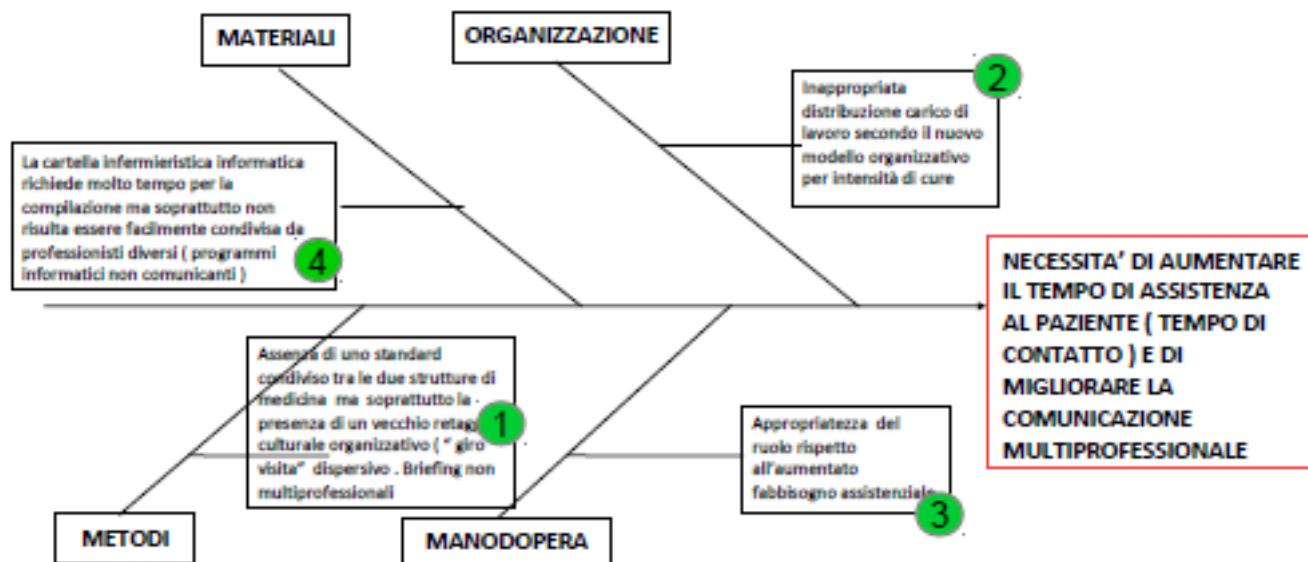 MATERIALI
ORGANIZZAZIONE
2
Inappropriata
distribuzione carico di
lavoro secondo il nuovo
modello organizzativo
per intensità di cure
La cartella infermieristica informatica
richiede molto tempo per la
compilazione ma soprattutto non
risulta essere facilmente condivisa da
professionisti diversi ( programmi
informatici non comunicanti )
4
NECESSITA' DI AUMENTARE
IL TEMPO DI ASSISTENZA
AL PAZIENTE ( TEMPO DI
CONTATTO ) E DI
MIGLIORARE LA
COMUNICAZIONE
MULTIPROFESSIONALE
Assenza di uno standard
condiviso tra le due strutture di
medicina ma soprattutto la
presenza di un vecchio
culturale organizzativo ( " giro
visita" dispersivo . Briefing non
multiprofessionali
1
Appropriatezza del
ruolo rispetto
all'aumentato
fabbisogno assistenziale
3
METODI
MANODOPERA